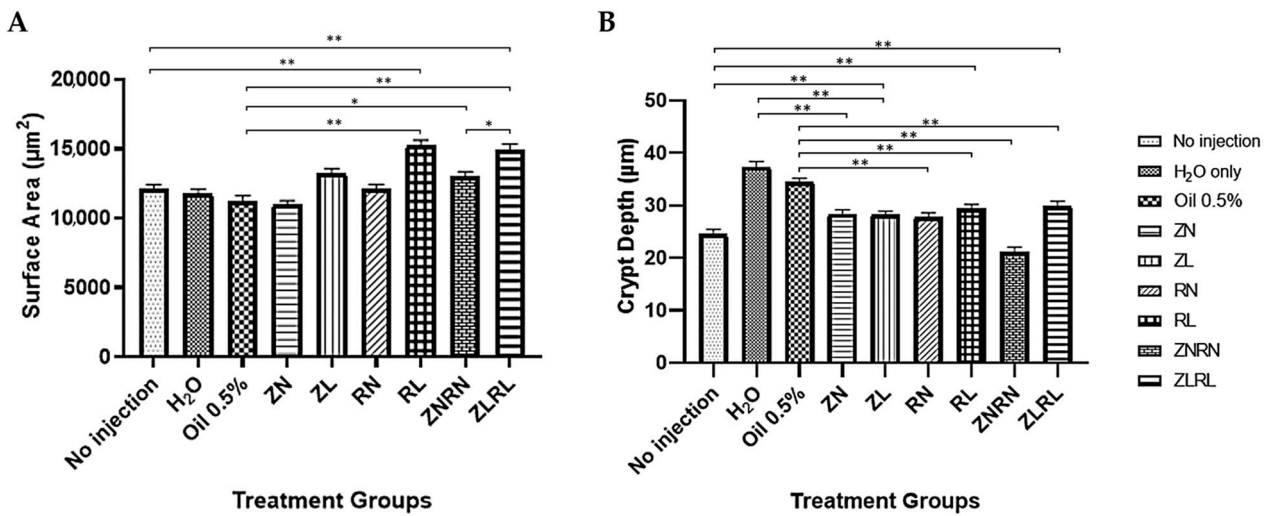 A
Surface Area (µm²)
20,000
15,000
10,000
5000
0
**
**
**
*
**
*
No injection
H₂O
Oil 0.5%
ZN
ZL
RN
RL
ZNRN
ZLRL
Treatment Groups
B
Crypt Depth (µm)
50
40
30
20
10
0
**
**
**
**
**
**
**
**
**
No injection
H₂O
Oil 0.5%
ZN
ZL
RN
RL
ZNRN
ZLRL
Treatment Groups
No injection
H₂O only
Oil 0.5%
ZN
ZL
RN
RL
ZNRN
ZLRL